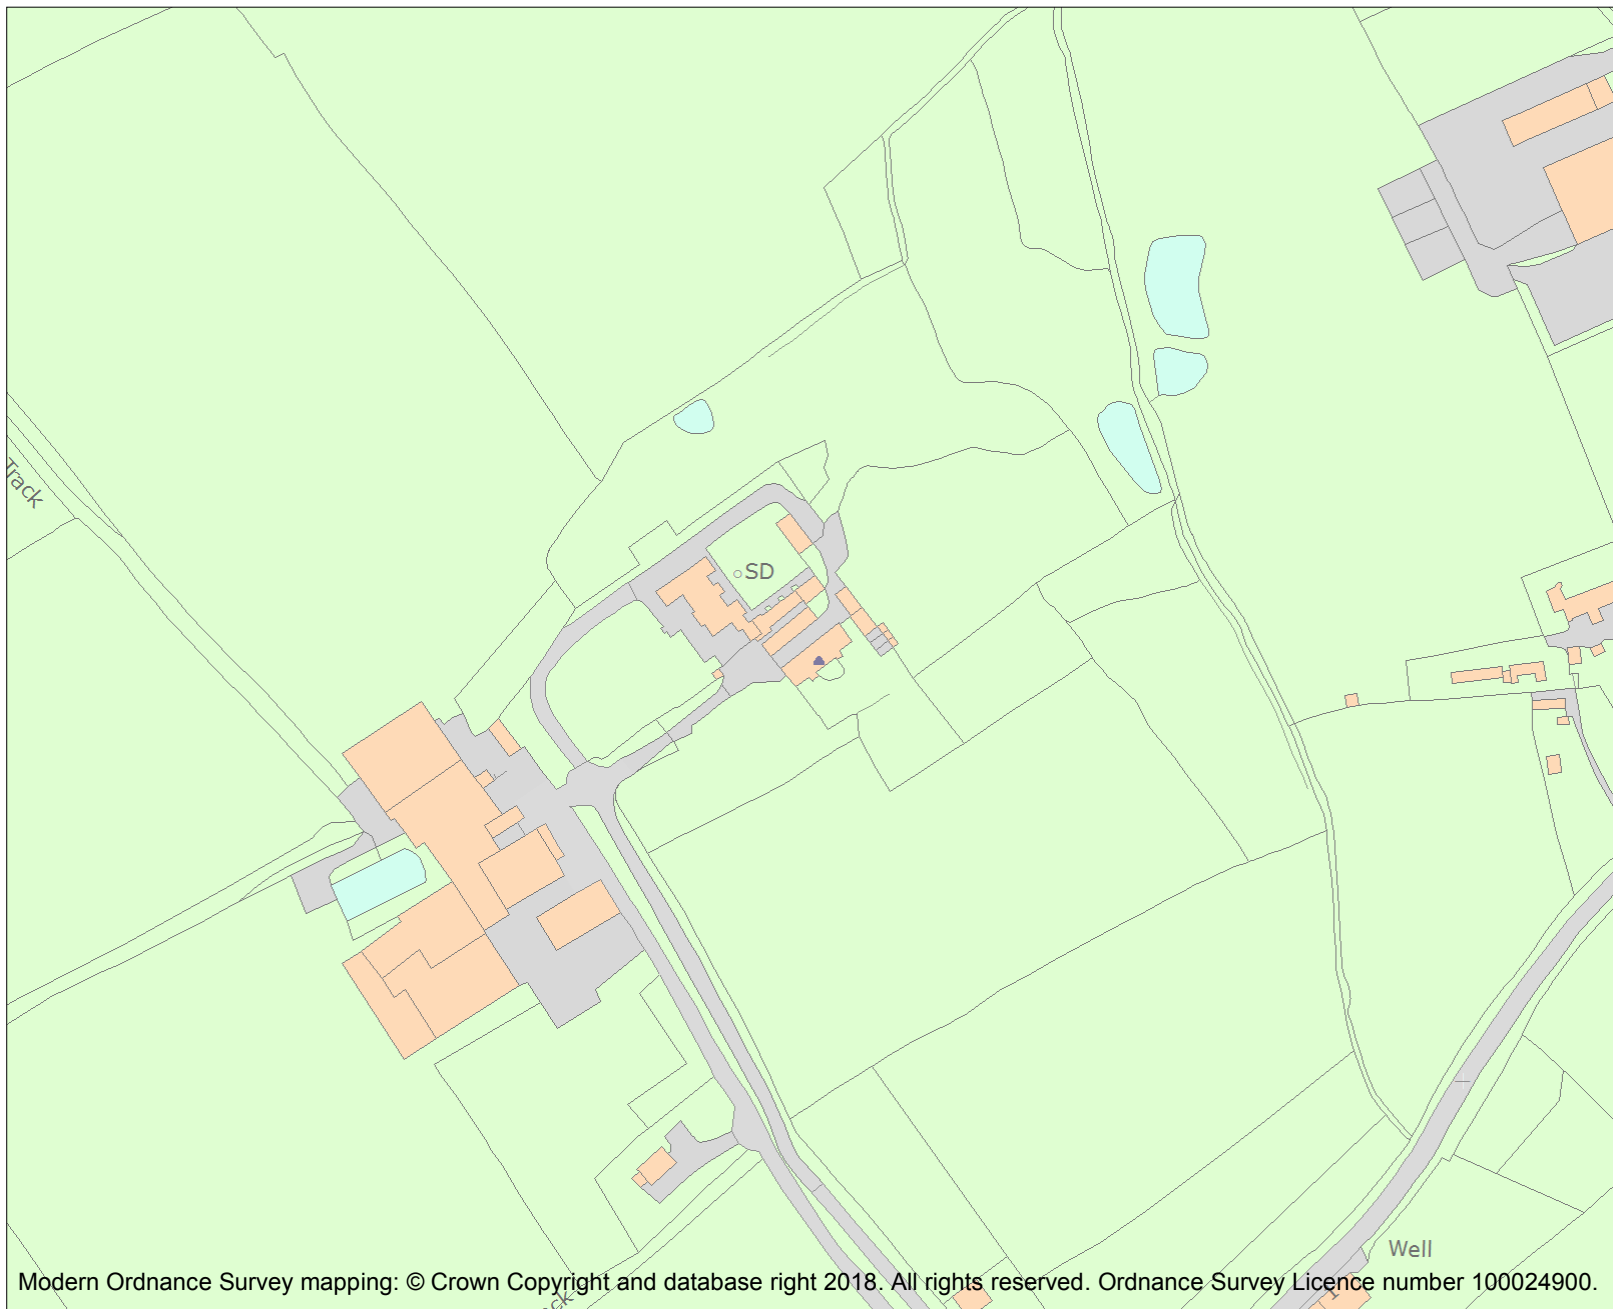 Track
SD
Well
Modern Ordnance Survey mapping: © Crown Copyright and database right 2018. All rights reserved. Ordnance Survey Licence number 100024900.